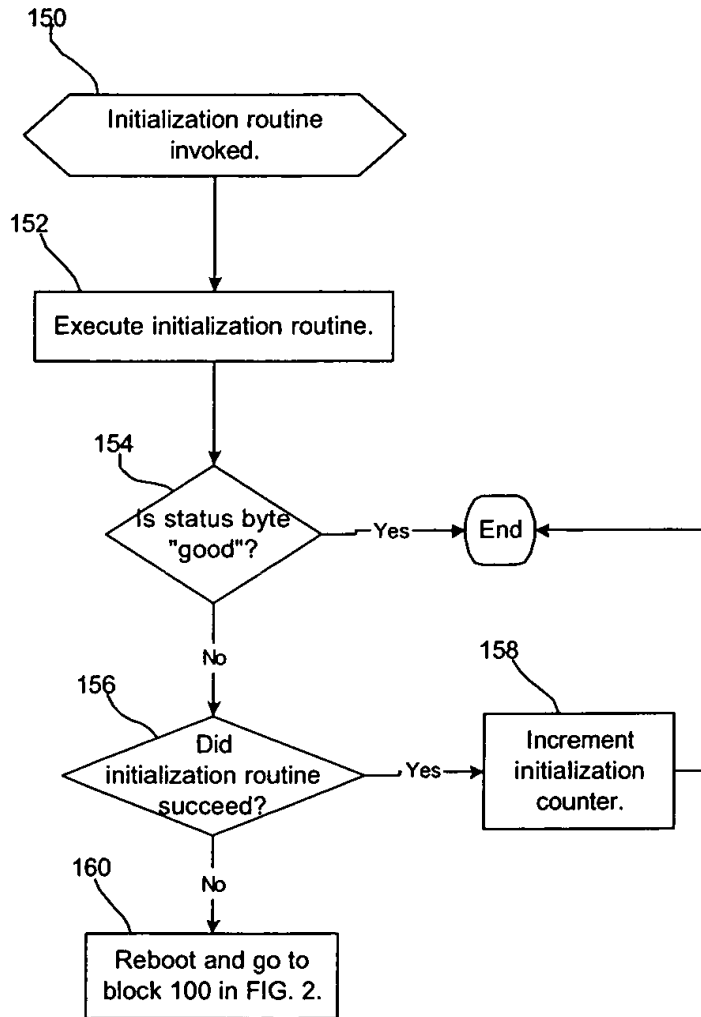 150
Initialization routine
invoked.
152
Execute initialization routine.
154
Is status byte
"good"?
Yes
End
No
156
158
Did
initialization routine
succeed?
Yes
Increment
initialization
counter.
No
160
Reboot and go to
block 100 in FIG. 2.